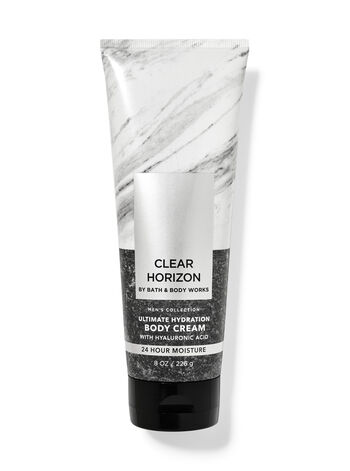 CLEAR
HORIZON
BY BATH & BODY WORKS
MEN'S COLLECTION
ULTIMATE HYDRATION
BODY CREAM
WITH HYALURONIC ACID
24 HOUR MOISTURE
8 OZ / 226 g